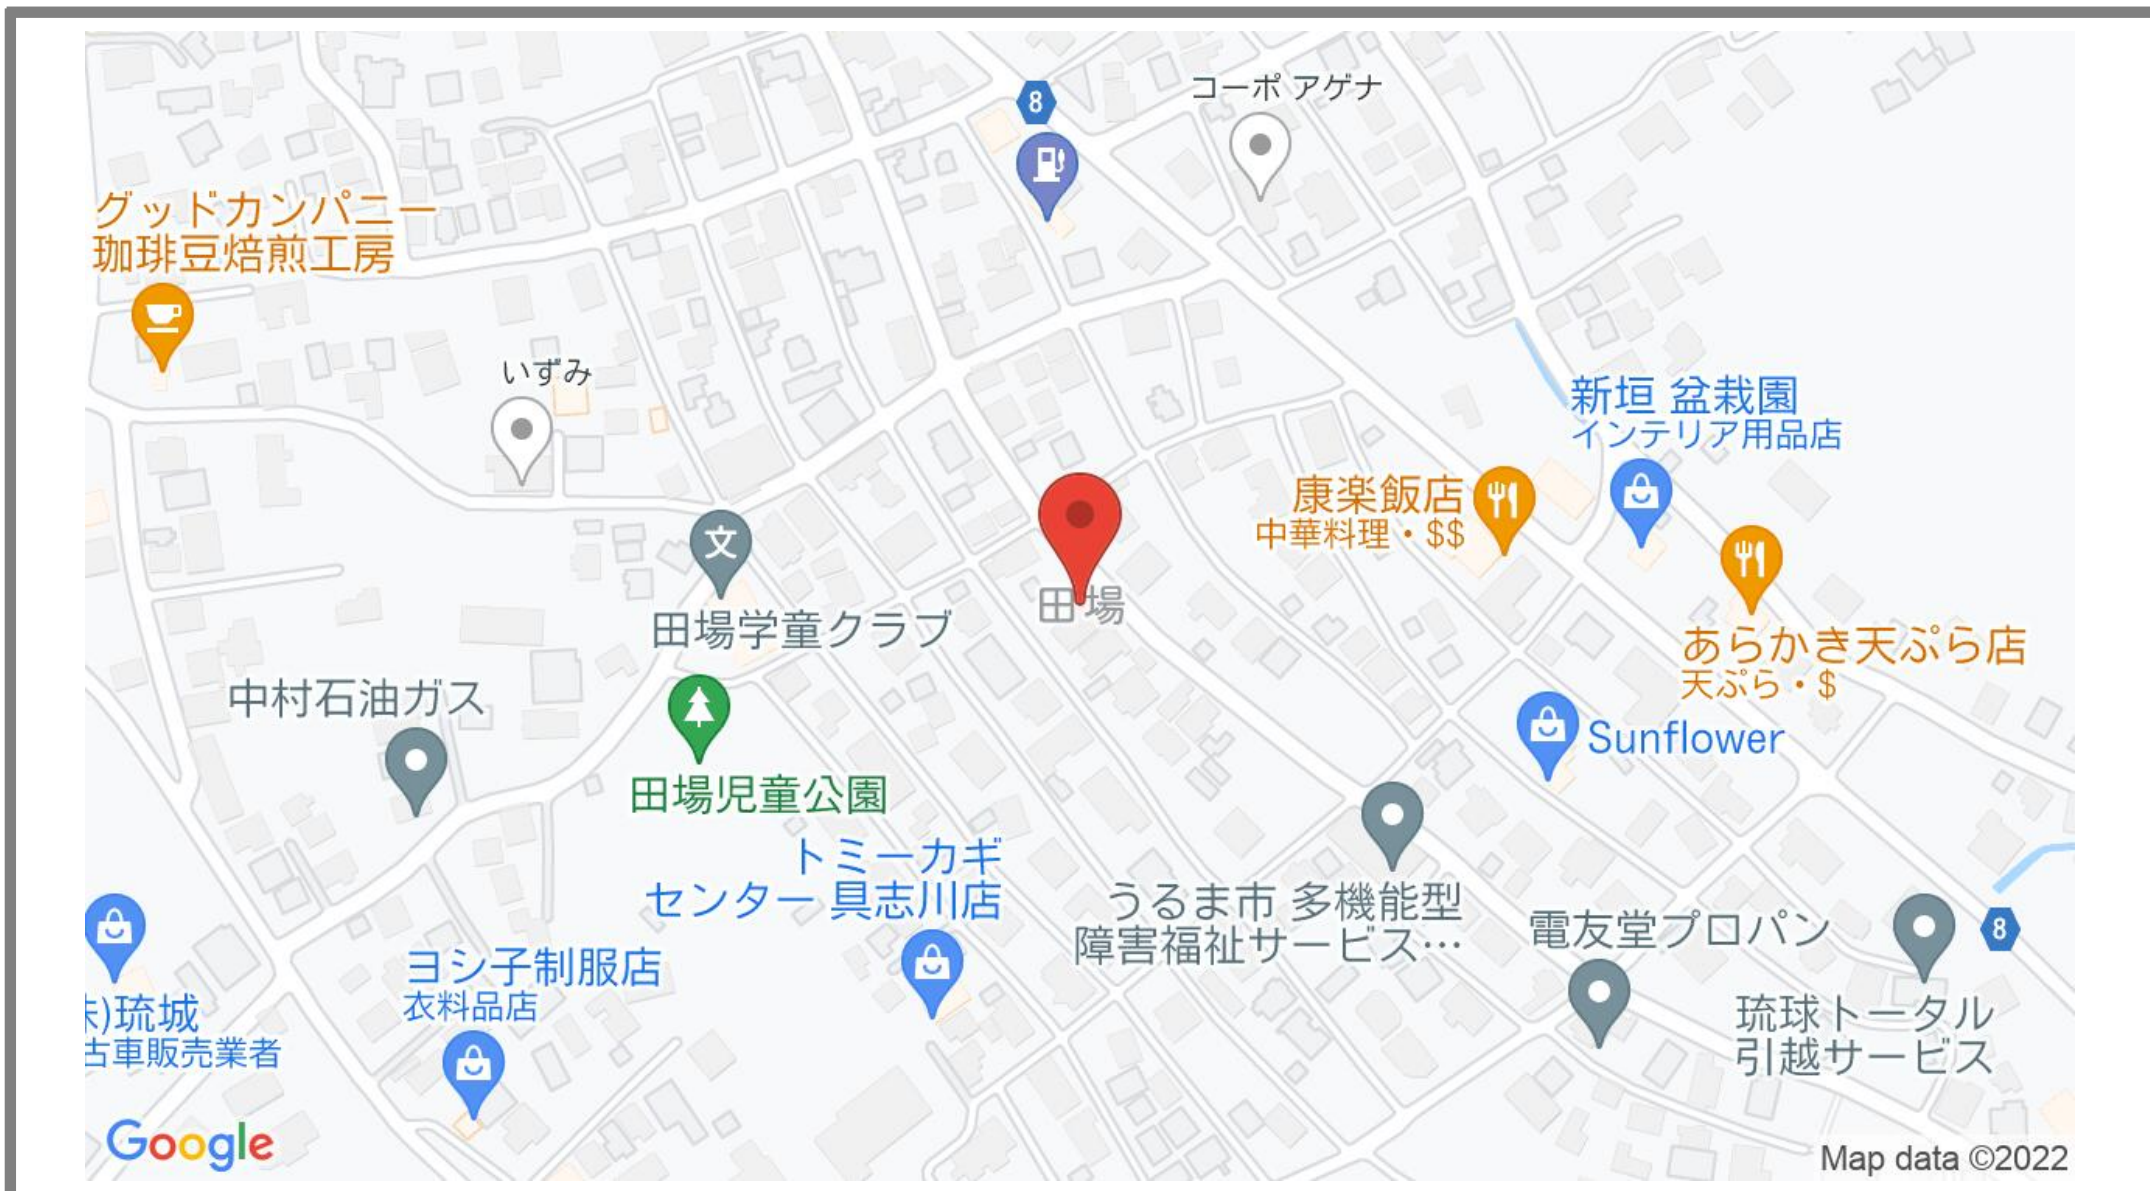 8
コーポ アゲナ
グッドカンパニー
珈琲豆焙煎工房
いずみ
新垣 盆栽園
インテリア用品店
康楽飯店
中華料理・$$
文
田場
田場学童クラブ
あらかき天ぷら店
天ぷら・$
中村石油ガス
Sunflower
田場児童公園
トミーカギ
センター 具志川店
うるま市 多機能型
障害福祉サービス…
電友堂プロパン
8
ヨシ子制服店
衣料品店
)琉城
古車販売業者
琉球トータル
引越サービス
Google
Map data ©2022